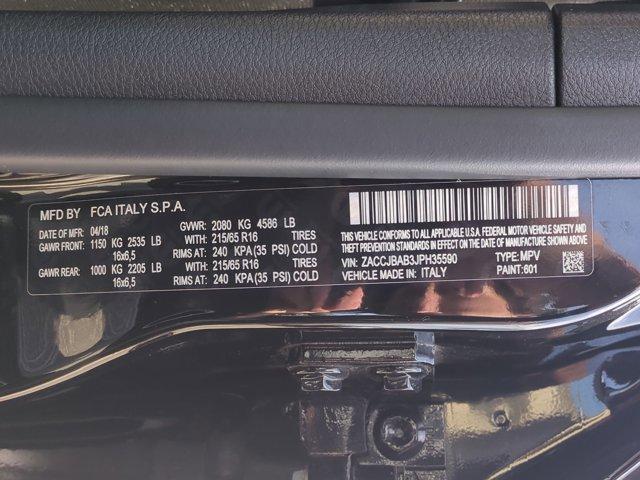 MFD BY FCA ITALY S.P.A.
DATE OF MFD: 04/18 GVWR: 2080 KG 4586 LB
GAWR FRONT: 1150 KG 2535 LB WITH: 215/65 R16 TIRES
16x6,5 RIMS AT: 240 KPA(35 PSI) COLD
GAWR REAR: 1000 KG 2205 LB WITH: 215/65 R16 TIRES
16x6,5 RIMS AT: 240 KPA(35 PSI) COLD
THIS VEHICLE CONFORMS TO ALL APPLICABLE U.S.A. FEDERAL MOTOR VEHICLE SAFETY AND
THEFT PREVENTION STANDARDS IN EFFECT ON THE DATE OF MANUFACTURE SHOWN ABOVE
VIN: ZACCJBAB3JPH35590 TYPE: MPV
VEHICLE MADE IN: ITALY PAINT: 601